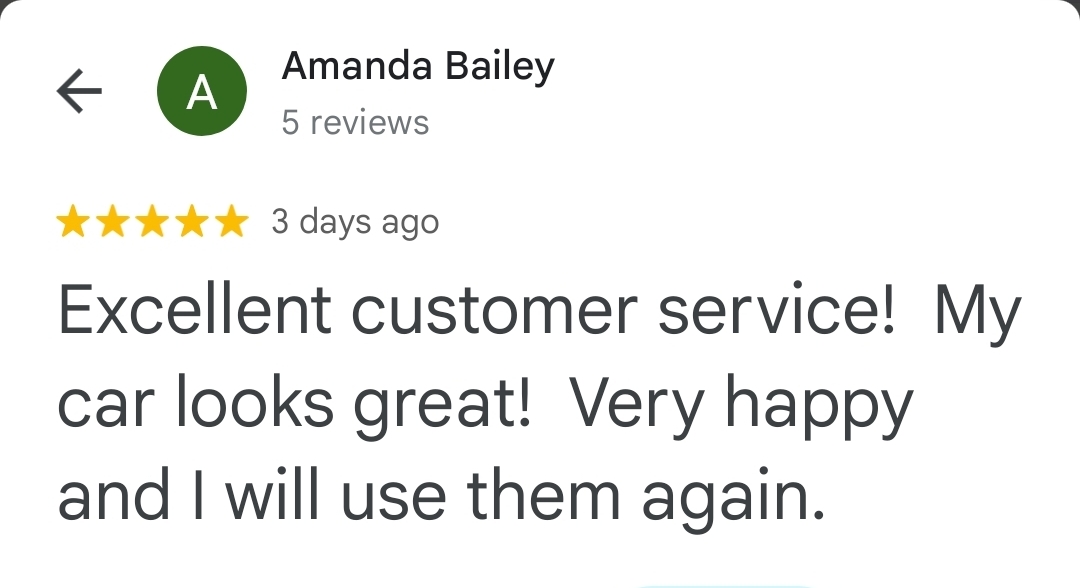 A
Amanda Bailey
5 reviews
3 days ago
Excellent customer service!  My
car looks great!  Very happy
and I will use them again.